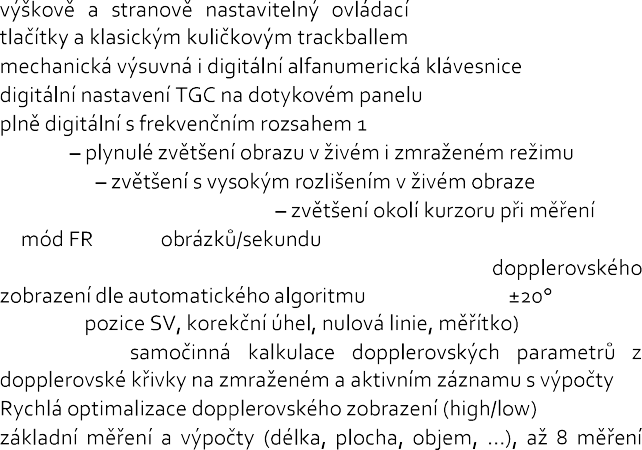 výškově a stranově nastavitelný ovládací
tlačítky a klasickým kuličkovým trackballem
mechanická výsuvná i digitální alfanumerická klávesnice
digitální nastavení TGC na dotykovém panelu
plně digitální s frekvenčním rozsahem 1
– plynulé zvětšení obrazu v živém i zmraženém režimu
– zvětšení s vysokým rozlišením v živém obraze
– zvětšení okolí kurzoru při měření
mód FR obrázků/sekundu
dopplerovského
zobrazení dle automatického algoritmu ±20°
pozice SV, korekční úhel, nulová linie, měřítko)
samočinná kalkulace dopplerovských parametrů z
dopplerovské křivky na zmraženém a aktivním záznamu s výpočty
Rychlá optimalizace dopplerovského zobrazení (high/low)
základní měření a výpočty (délka, plocha, objem, ...), až 8 měření